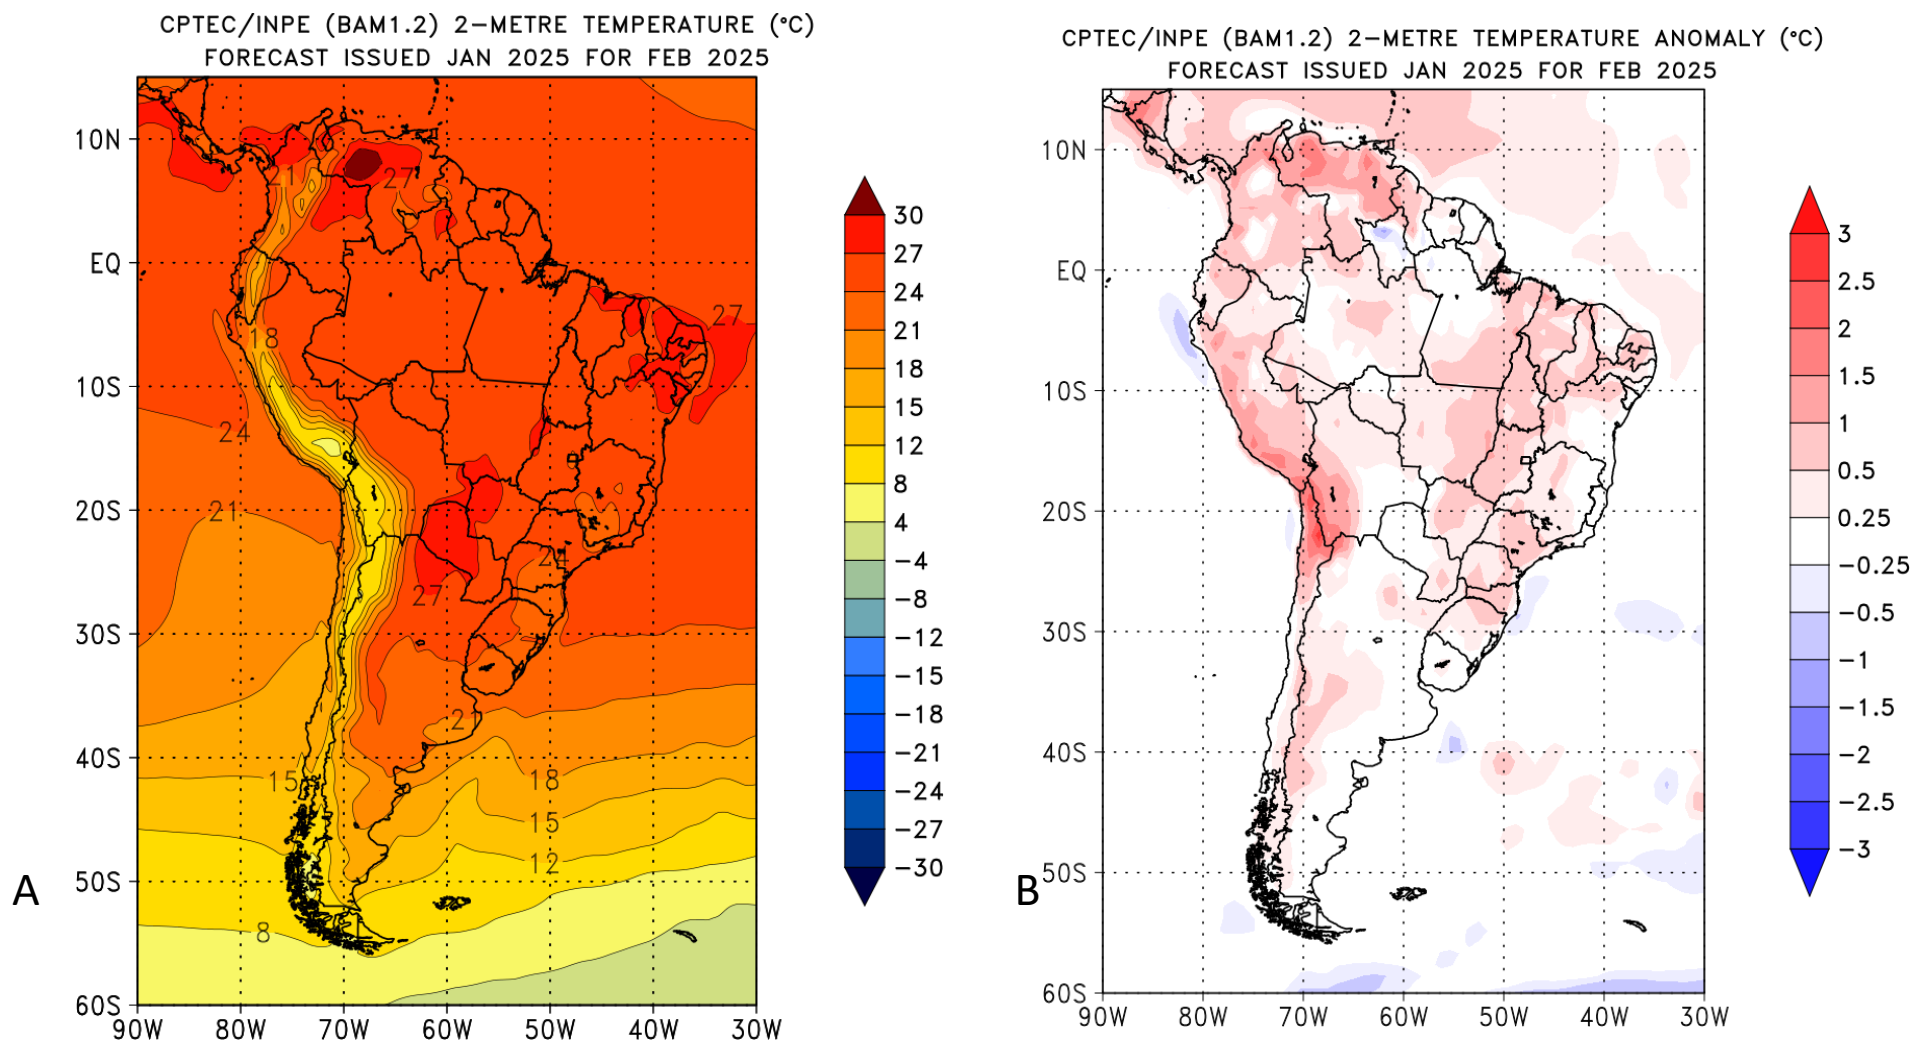 CPTEC/INPE (BAM1.2) 2-METRE TEMPERATURE (°C)
FORECAST ISSUED JAN 2025 FOR FEB 2025
10N
EQ
10S
20S
30S
40S
50S
60S
90W 80W 70W 60W 50W 40W 30W
21
27
27
18
24
21
24
27
21
15
18
15
12
8
30
27
24
21
18
15
12
8
4
-4
-8
-12
-15
-18
-21
-24
-27
-30
A
CPTEC/INPE (BAM1.2) 2-METRE TEMPERATURE ANOMALY (°C)
FORECAST ISSUED JAN 2025 FOR FEB 2025
10N
EQ
10S
20S
30S
40S
50S
60S
90W 80W 70W 60W 50W 40W 30W
3
2.5
2
1.5
1
0.5
0.25
-0.25
-0.5
-1
-1.5
-2
-2.5
-3
B